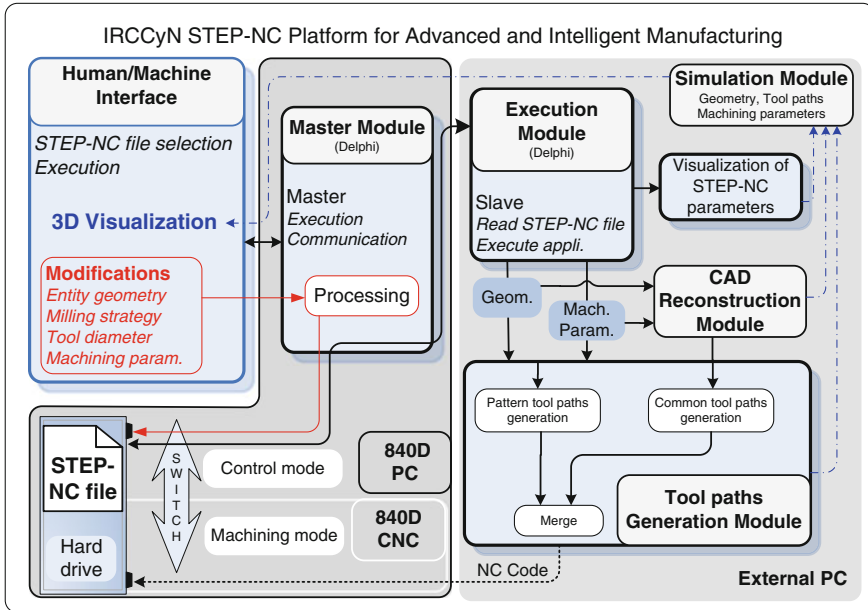 IRCCyN STEP-NC Platform for Advanced and Intelligent Manufacturing
Human/Machine
Interface
STEP-NC file selection
Execution
3D Visualization
Modifications
Entity geometry
Milling strategy
Tool diameter
Machining param.
Master Module
(Delphi)
Master
Execution
Communication
Processing
Execution
Module
(Delphi)
Slave
Read STEP-NC file
Execute appli.
Simulation Module
Geometry, Tool paths
Machining parameters
Visualization of
STEP-NC
parameters
Geom.
Mach.
Param.
CAD
Reconstruction
Module
Pattern tool paths
generation
Common tool paths
generation
Merge
Tool paths
Generation Module
External PC
STEP-
NC file
Hard
drive
SWITCH
Control mode
Machining mode
840D
PC
840D
CNC
NC Code